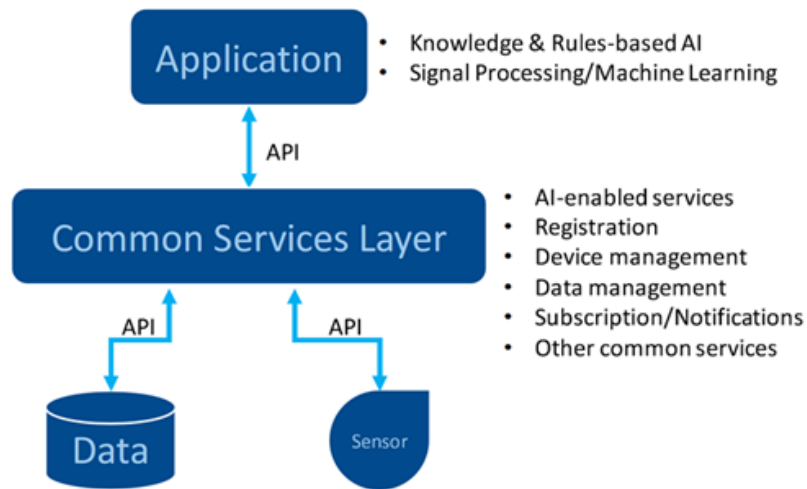 Application
• Knowledge & Rules-based AI
• Signal Processing/Machine Learning
API
Common Services Layer
• AI-enabled services
• Registration
• Device management
• Data management
• Subscription/Notifications
• Other common services
API
API
Data
Sensor